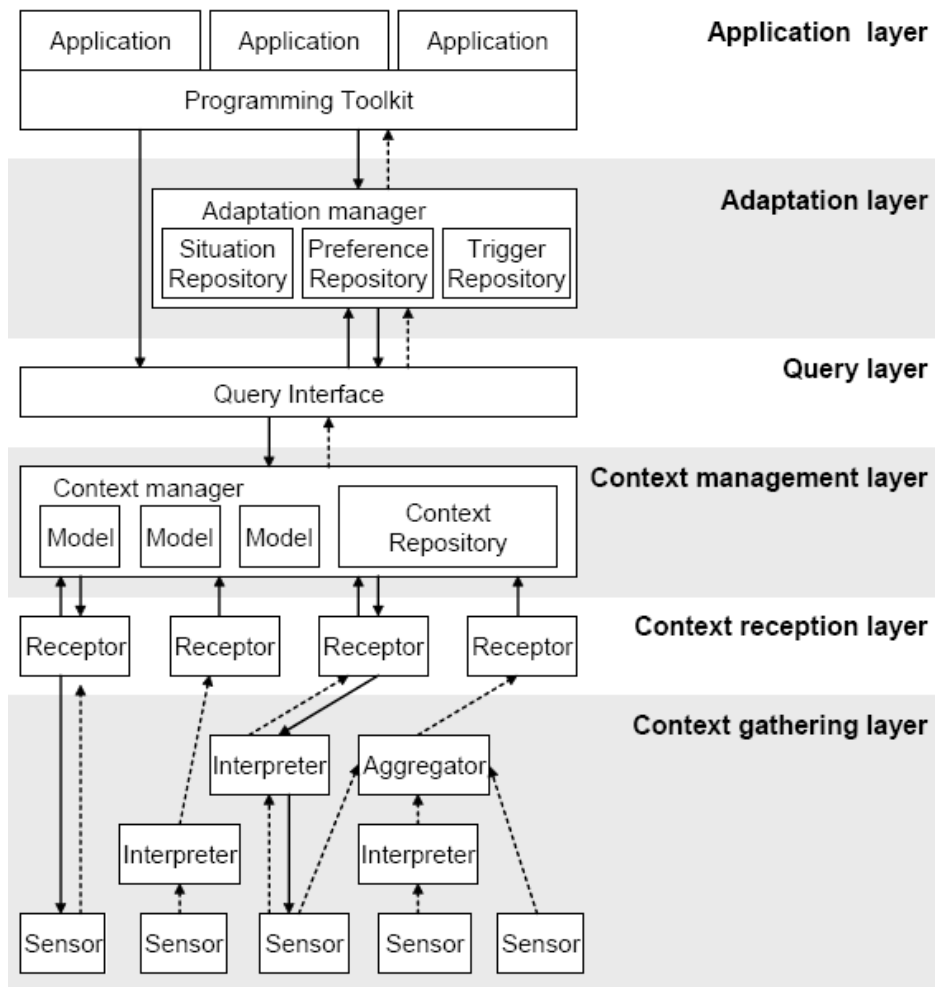 Application Application Application Application layer
Programming Toolkit
Adaptation layer
Adaptation manager
Situation Preference Trigger
Repository Repository Repository
Query layer
Query Interface
Context management layer
Context manager
Context
Model Model Model
Repository
Context reception layer
Receptor Receptor Receptor Receptor
Context gathering layer
Interpreter Aggregator
Interpreter Interpreter
Sensor Sensor Sensor Sensor Sensor